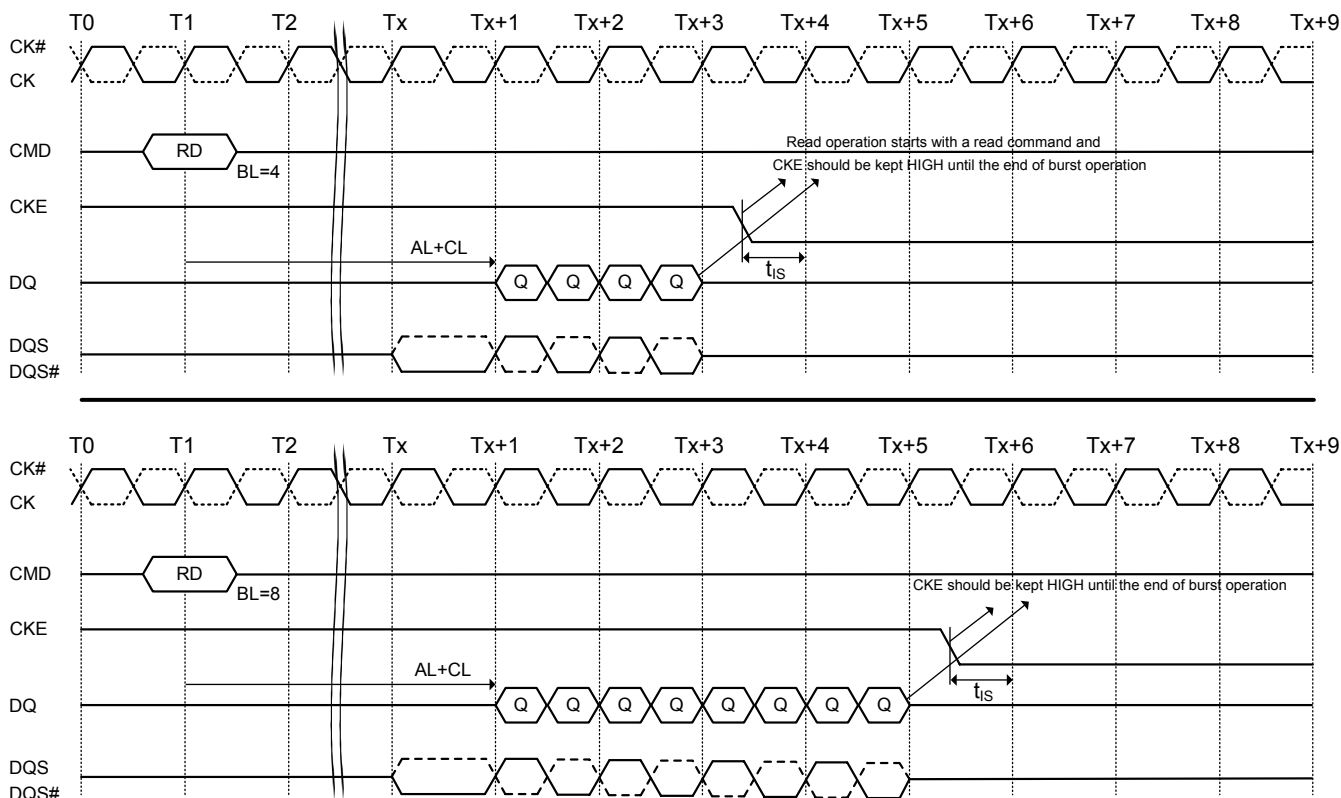 T0 T1 T2 Tx Tx+1 Tx+2 Tx+3 Tx+4 Tx+5 Tx+6 Tx+7 Tx+8 Tx+9
CK#
CK
Read operation starts with a read command and
CMD RD
BL=4
CKE should be kept HIGH until the end of burst operation
CKE
AL+CL
tIS
DQ Q Q Q Q
DQS
DQS#
T0 T1 T2 Tx Tx+1 Tx+2 Tx+3 Tx+4 Tx+5 Tx+6 Tx+7 Tx+8 Tx+9
CK#
CK
CMD RD
BL=8
CKE should be kept HIGH until the end of burst operation
CKE
AL+CL
tIS
DQ Q Q Q Q Q Q Q Q
DQS
DQS#